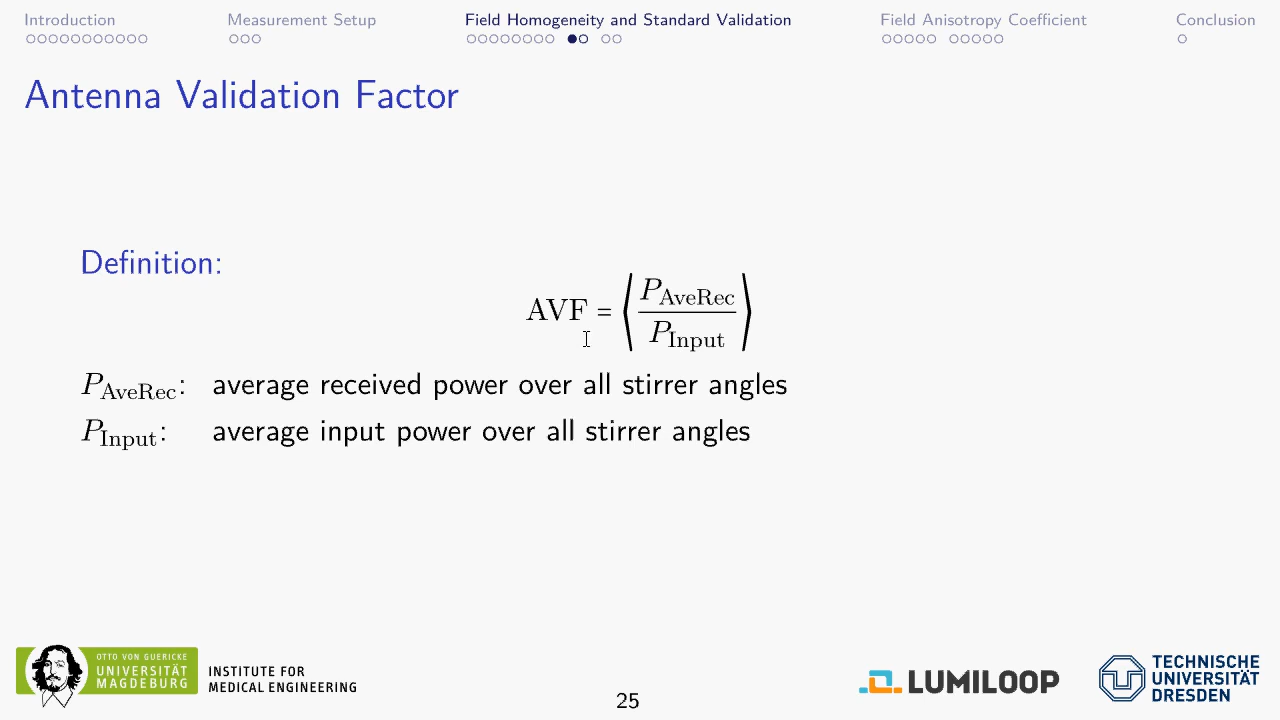 Introduction Measurement Setup Field Homogeneity and Standard Validation Field Anisotropy Coefficient Conclusion
Antenna Validation Factor
Definition:
AVF = ⟨ P_AveRec / P_Input ⟩
P_AveRec: average received power over all stirrer angles
P_Input: average input power over all stirrer angles
OTTO VON GUERICKE
UNIVERSITÄT
MAGDEBURG
INSTITUTE FOR
MEDICAL ENGINEERING
25
LUMILOOP
TECHNISCHE
UNIVERSITÄT
DRESDEN